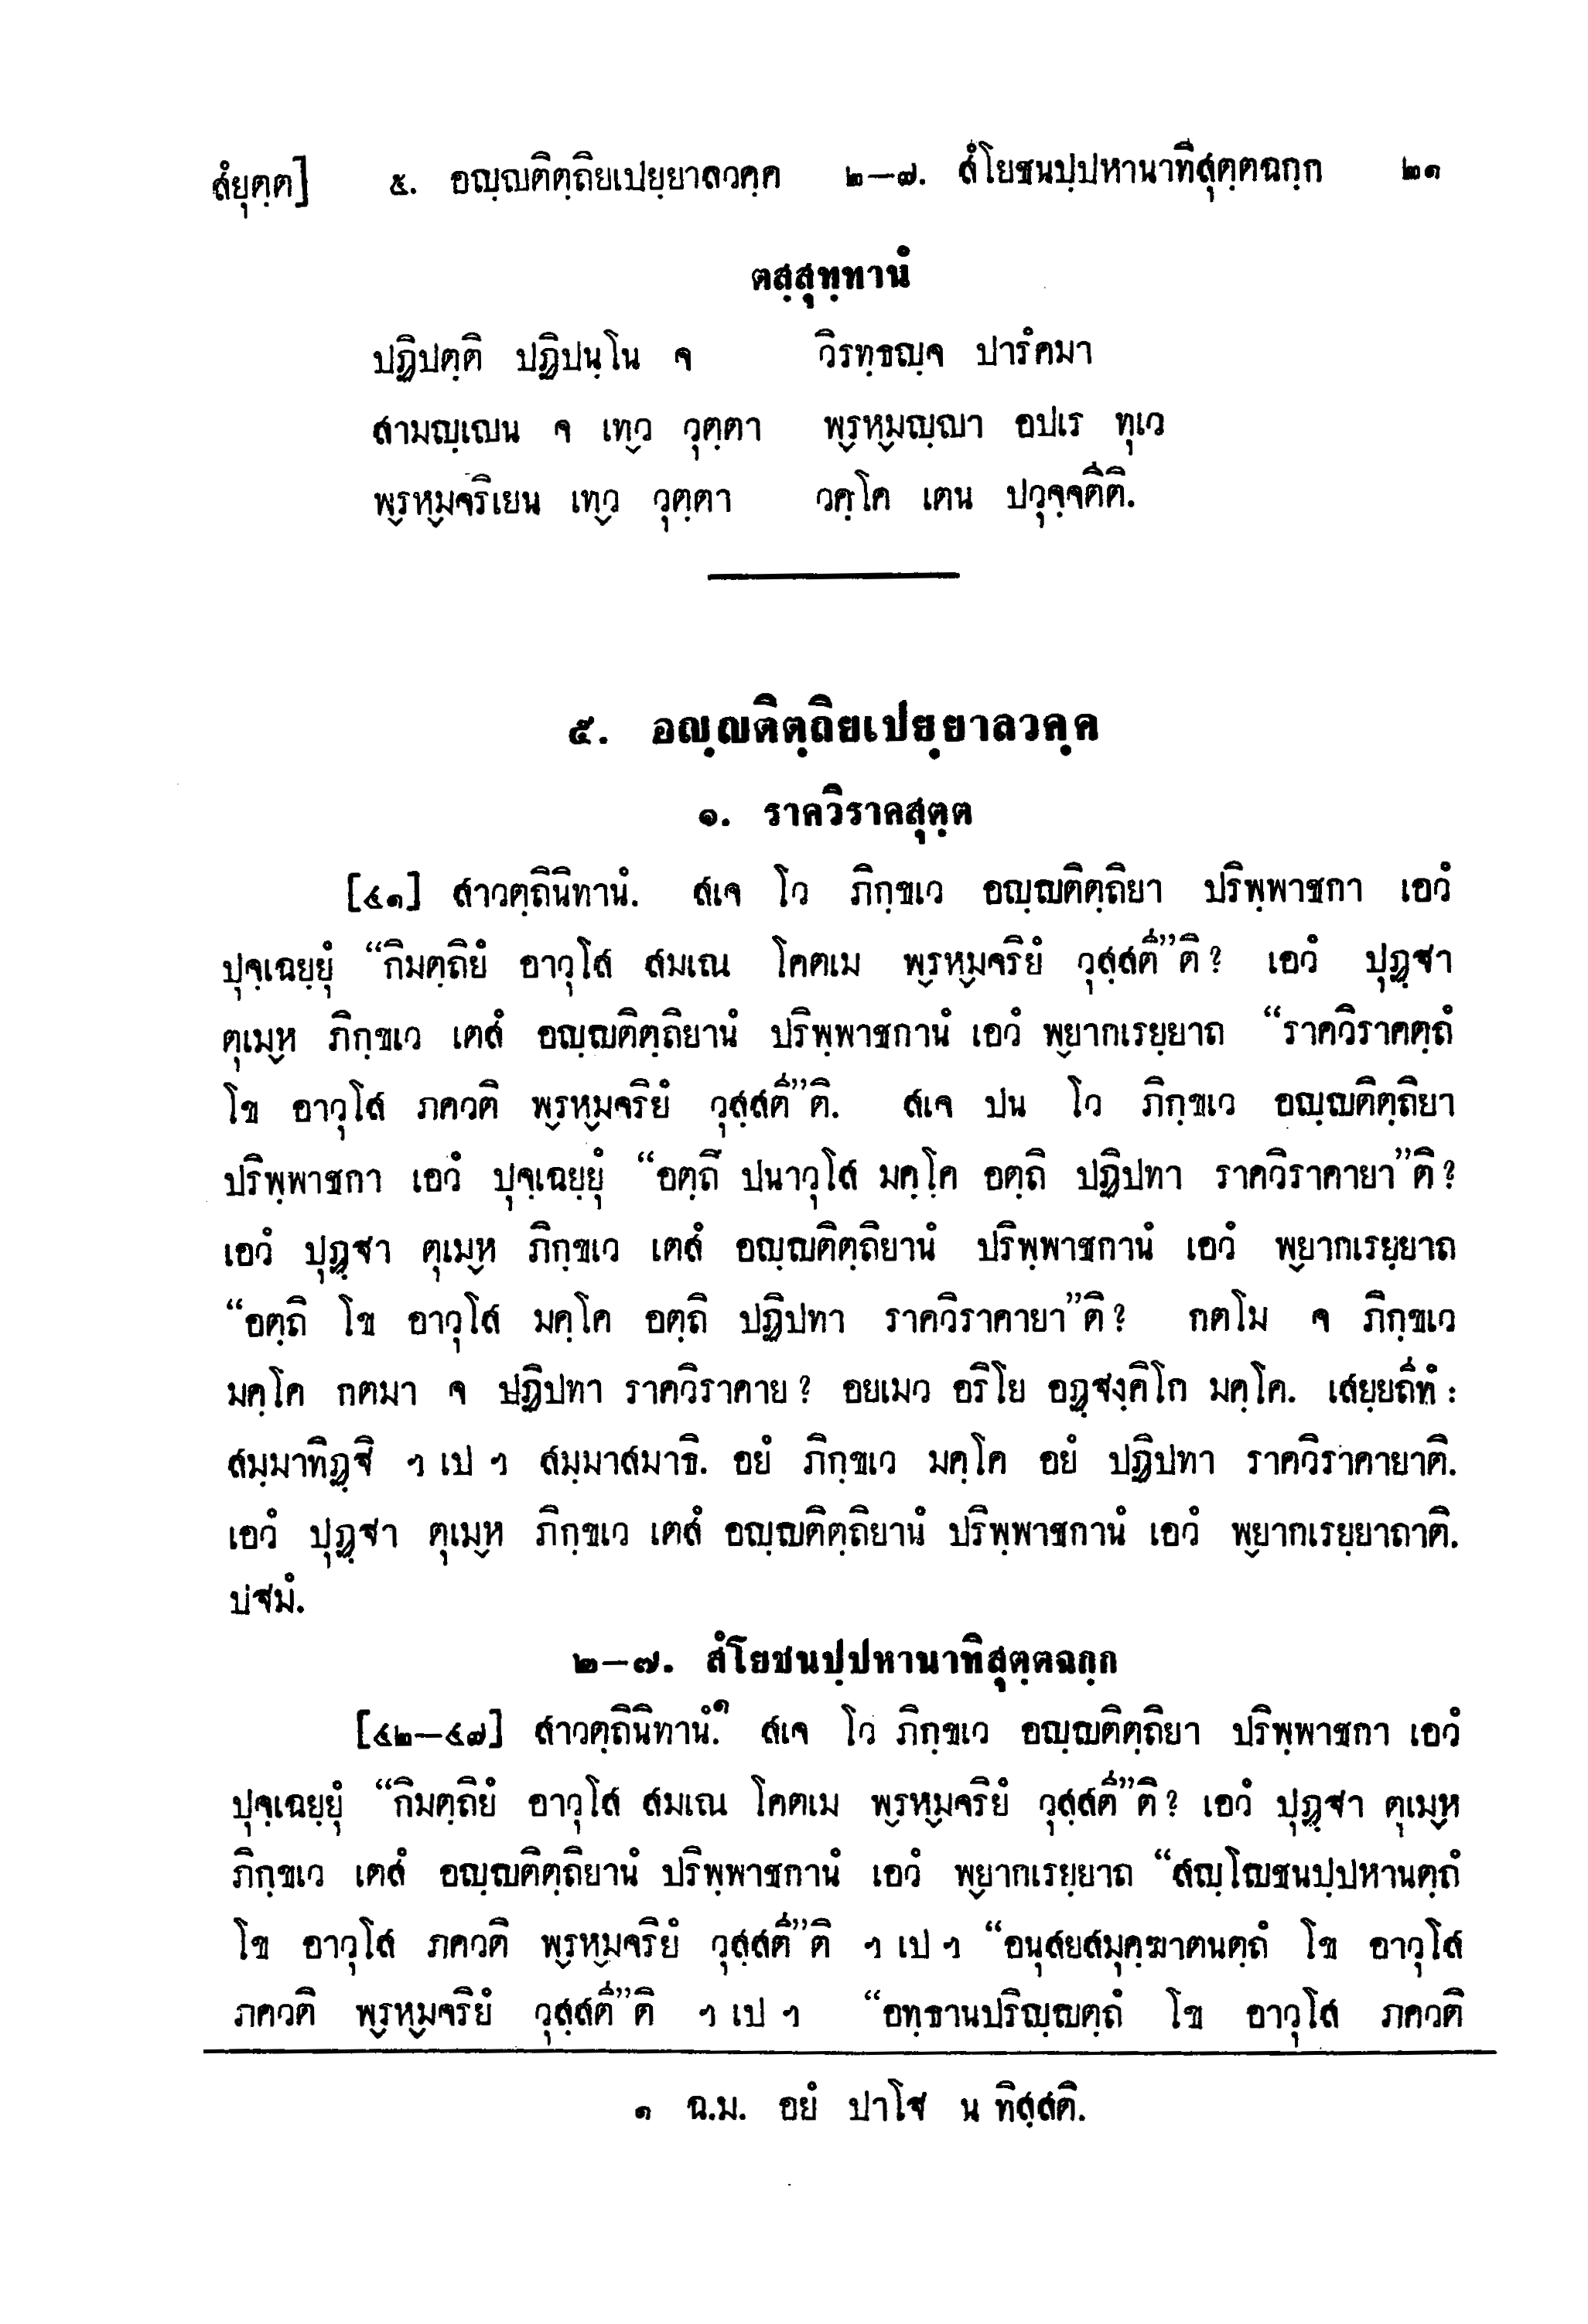 สํยุตฺต] ๕. อญฺญติตฺถิยเปยฺยาลวคฺค ๒–๗. สํโยชนปฺปหานาทิสุตฺตฉกฺก ๒๑
ตสฺสุทฺทานํ
ปฏิปตฺติ ปฏิปนฺโน จ วิรทฺธญฺจ ปารํคมา
สามญฺเญน จ เทฺว วุตฺตา พฺรหฺมญฺญา อปเร ทุเว
พฺรหฺมจริเยน เทฺว วุตฺตา วคฺโค เตน ปวุจฺจตีติ.
๕. อญฺญติตฺถิยเปยฺยาลวคฺค
๑. ราควิราคสุตฺต
[๔๑] สาวตฺถินิทานํ. สเจ โว ภิกฺขเว อญฺญติตฺถิยา ปริพฺพาชกา เอวํ
ปุจฺเฉยฺยุํ “กิมตฺถิยํ อาวุโส สมเณ โคตเม พฺรหฺมจริยํ วุสฺสตี”ติ? เอวํ ปุฏฺฐา
ตุเมฺห ภิกฺขเว เตสํ อญฺญติตฺถิยานํ ปริพฺพาชกานํ เอวํ พฺยากเรยฺยาถ “ราควิราคตฺถํ
โข อาวุโส ภควติ พฺรหฺมจริยํ วุสฺสตี”ติ. สเจ ปน โว ภิกฺขเว อญฺญติตฺถิยา
ปริพฺพาชกา เอวํ ปุจฺเฉยฺยุํ “อตฺถิ ปนาวุโส มคฺโค อตฺถิ ปฏิปทา ราควิราคายา”ติ?
เอวํ ปุฏฺฐา ตุเมฺห ภิกฺขเว เตสํ อญฺญติตฺถิยานํ ปริพฺพาชกานํ เอวํ พฺยากเรยฺยาถ
“อตฺถิ โข อาวุโส มคฺโค อตฺถิ ปฏิปทา ราควิราคายา”ติ? กตโม จ ภิกฺขเว
มคฺโค กตมา จ ปฏิปทา ราควิราคาย? อยเมว อริโย อฏฺฐงฺคิโก มคฺโค. เสยฺยถีทํ:
สมฺมาทิฏฺฐิ ฯเปฯ สมฺมาสมาธิ. อยํ ภิกฺขเว มคฺโค อยํ ปฏิปทา ราควิราคายาติ.
เอวํ ปุฏฺฐา ตุเมฺห ภิกฺขเว เตสํ อญฺญติตฺถิยานํ ปริพฺพาชกานํ เอวํ พฺยากเรยฺยาถาติ.
ปฐมํ.
๒–๗. สํโยชนปฺปหานาทิสุตฺตฉกฺก
[๔๒–๔๗] สาวตฺถินิทานํ.๑ สเจ โว ภิกฺขเว อญฺญติตฺถิยา ปริพฺพาชกา เอวํ
ปุจฺเฉยฺยุํ “กิมตฺถิยํ อาวุโส สมเณ โคตเม พฺรหฺมจริยํ วุสฺสตี”ติ? เอวํ ปุฏฺฐา ตุเมฺห
ภิกฺขเว เตสํ อญฺญติตฺถิยานํ ปริพฺพาชกานํ เอวํ พฺยากเรยฺยาถ “สญฺโญชนปฺปหานตฺถํ
โข อาวุโส ภควติ พฺรหฺมจริยํ วุสฺสตี”ติ ฯเปฯ “อนุสยสมุคฺฆาตนตฺถํ โข อาวุโส
ภควติ พฺรหฺมจริยํ วุสฺสตี”ติ ฯเปฯ “อทฺธานปริญฺญตฺถํ โข อาวุโส ภควติ
๑ ฉ.ม. อยํ ปาโฐ น ทิสฺสติ.